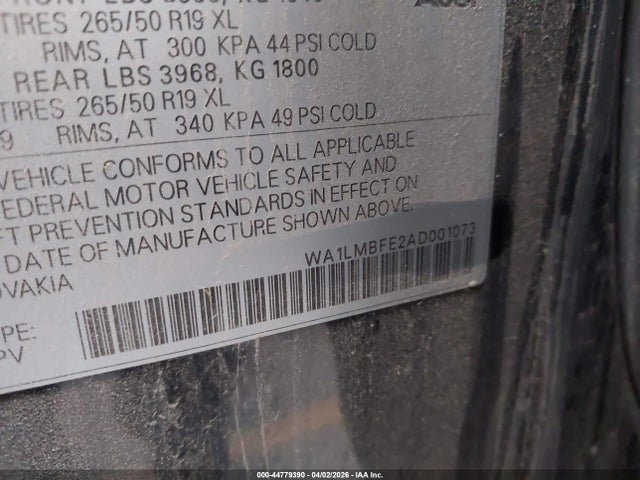 TIRES 265/50 R19 XL
RIMS, AT 300 KPA 44 PSI COLD
REAR LBS 3968, KG 1800
TIRES 265/50 R19 XL
9 RIMS, AT 340 KPA 49 PSI COLD
VEHICLE CONFORMS TO ALL APPLICABLE
FEDERAL MOTOR VEHICLE SAFETY AND
FT PREVENTION STANDARDS IN EFFECT ON
DATE OF MANUFACTURE SHOWN ABOVE.
WA1LMBFE2AD001073
OVAKIA
YPE:
PV
000-44779390 - 04/02/2026 - IAA Inc.